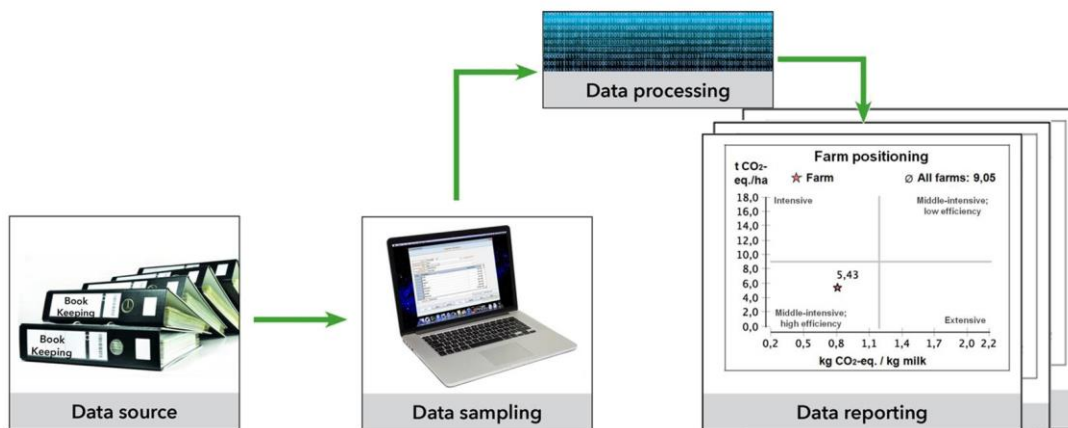 Data processing
Farm positioning
t CO₂-
eq./ha
Farm
Ø All farms: 9,05
18,0
16,0
14,0
12,0
10,0
8,0
6,0
4,0
2,0
0,0
Intensive
Middle-intensive;
low efficiency
5,43
Middle-intensive;
high efficiency
Extensive
0,2 0,5 0,8 1,1 1,4 1,7 2,0 2,2
kg CO₂-eq. / kg milk
Book
Keeping
Book
Keeping
Data source
Data sampling
Data reporting